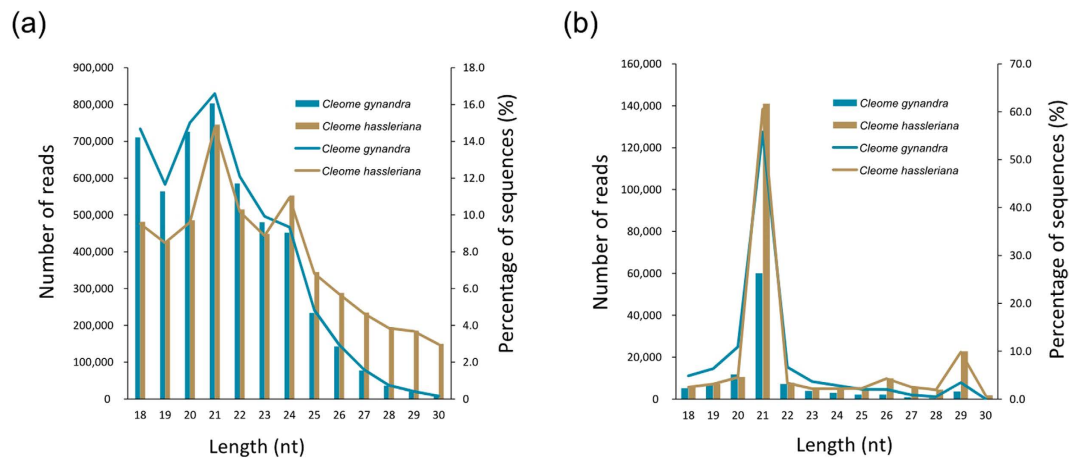 (a)
(b)
Number of reads
900,000
800,000
700,000
600,000
500,000
400,000
300,000
200,000
100,000
0
18.0
16.0
14.0
12.0
10.0
8.0
6.0
4.0
2.0
0.0
Percentage of sequences (%)
Cleome gynandra
Cleome hassleriana
Cleome gynandra
Cleome hassleriana
18 19 20 21 22 23 24 25 26 27 28 29 30
Length (nt)
Number of reads
160,000
140,000
120,000
100,000
80,000
60,000
40,000
20,000
0
70.0
60.0
50.0
40.0
30.0
20.0
10.0
0.0
Percentage of sequences (%)
Cleome gynandra
Cleome hassleriana
Cleome gynandra
Cleome hassleriana
18 19 20 21 22 23 24 25 26 27 28 29 30
Length (nt)